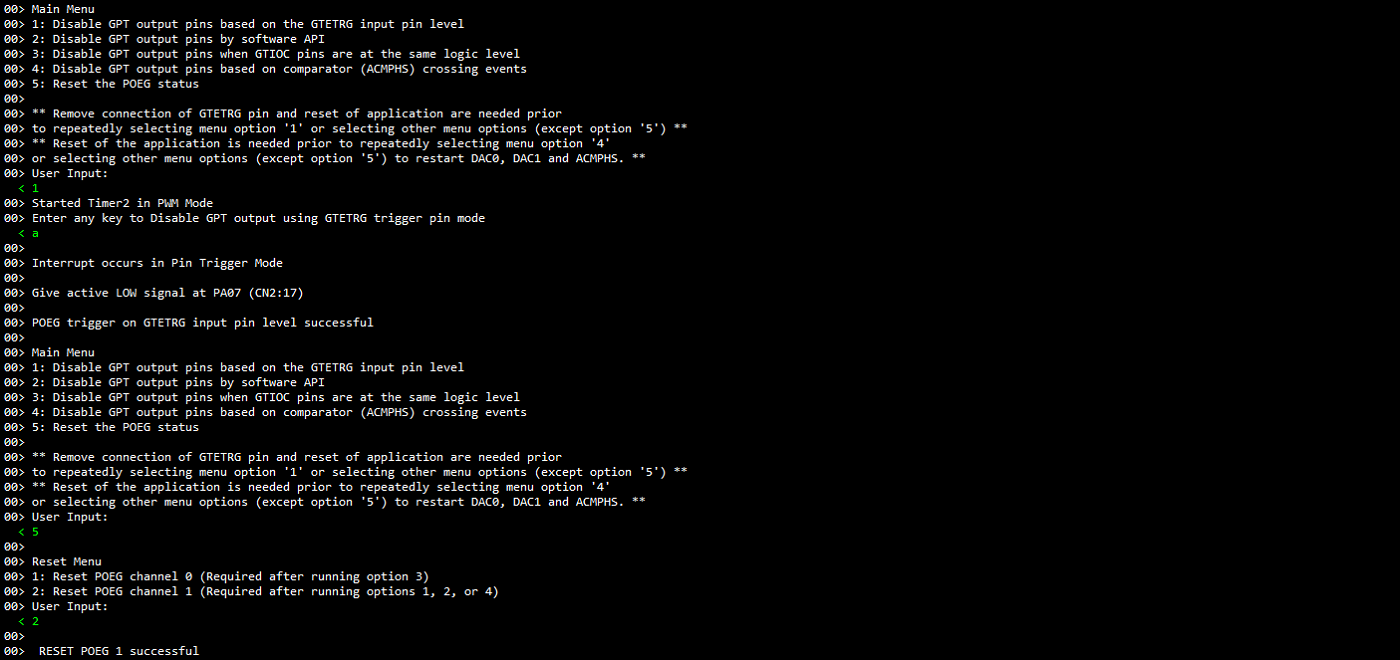 00> Main Menu
00> 1: Disable GPT output pins based on the GTETRG input pin level
00> 2: Disable GPT output pins by software API
00> 3: Disable GPT output pins when GTIOC pins are at the same logic level
00> 4: Disable GPT output pins based on comparator (ACMPHS) crossing events
00> 5: Reset the POEG status
00>
00> ** Remove connection of GTETRG pin and reset of application are needed prior
00> to repeatedly selecting menu option '1' or selecting other menu options (except option '5') **
00> ** Reset of the application is needed prior to repeatedly selecting menu option '4'
00> or selecting other menu options (except option '5') to restart DAC0, DAC1 and ACMPHS. **
00> User Input:
< 1
00> Started Timer2 in PWM Mode
00> Enter any key to Disable GPT output using GTETRG trigger pin mode
< a
00>
00> Interrupt occurs in Pin Trigger Mode
00>
00> Give active LOW signal at PA07 (CN2:17)
00>
00> POEG trigger on GTETRG input pin level successful
00>
00> Main Menu
00> 1: Disable GPT output pins based on the GTETRG input pin level
00> 2: Disable GPT output pins by software API
00> 3: Disable GPT output pins when GTIOC pins are at the same logic level
00> 4: Disable GPT output pins based on comparator (ACMPHS) crossing events
00> 5: Reset the POEG status
00>
00> ** Remove connection of GTETRG pin and reset of application are needed prior
00> to repeatedly selecting menu option '1' or selecting other menu options (except option '5') **
00> ** Reset of the application is needed prior to repeatedly selecting menu option '4'
00> or selecting other menu options (except option '5') to restart DAC0, DAC1 and ACMPHS. **
00> User Input:
< 5
00>
00> Reset Menu
00> 1: Reset POEG channel 0 (Required after running option 3)
00> 2: Reset POEG channel 1 (Required after running options 1, 2, or 4)
00> User Input:
< 2
00>
00>  RESET POEG 1 successful